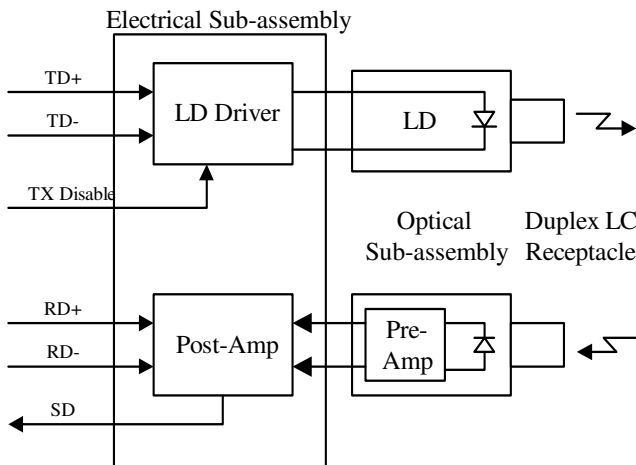 Electrical Sub-assembly
TD+
LD Driver
LD
TD-
TX Disable
Optical
Sub-assembly
Duplex LC
Receptacle
RD+
Post-Amp
Pre-
Amp
RD-
SD